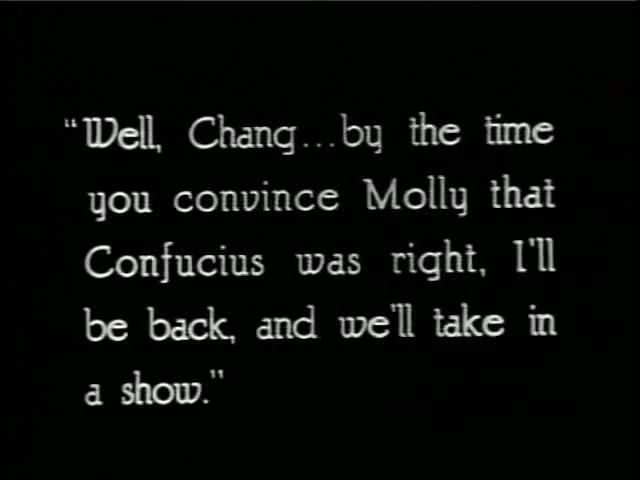 "Well, Chang...by the time
you convince Molly that
Confucius was right, I'll
be back, and we'll take in
a show."